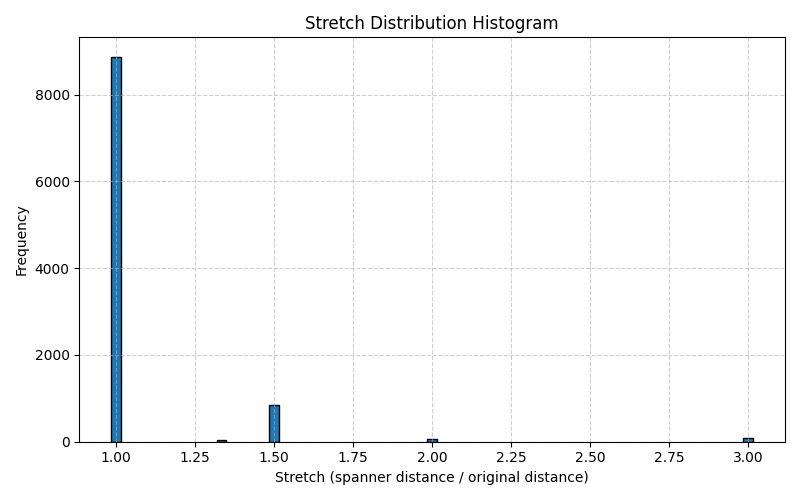 Stretch Distribution Histogram
Frequency
8000
6000
4000
2000
0
1.00 1.25 1.50 1.75 2.00 2.25 2.50 2.75 3.00
Stretch (spanner distance / original distance)